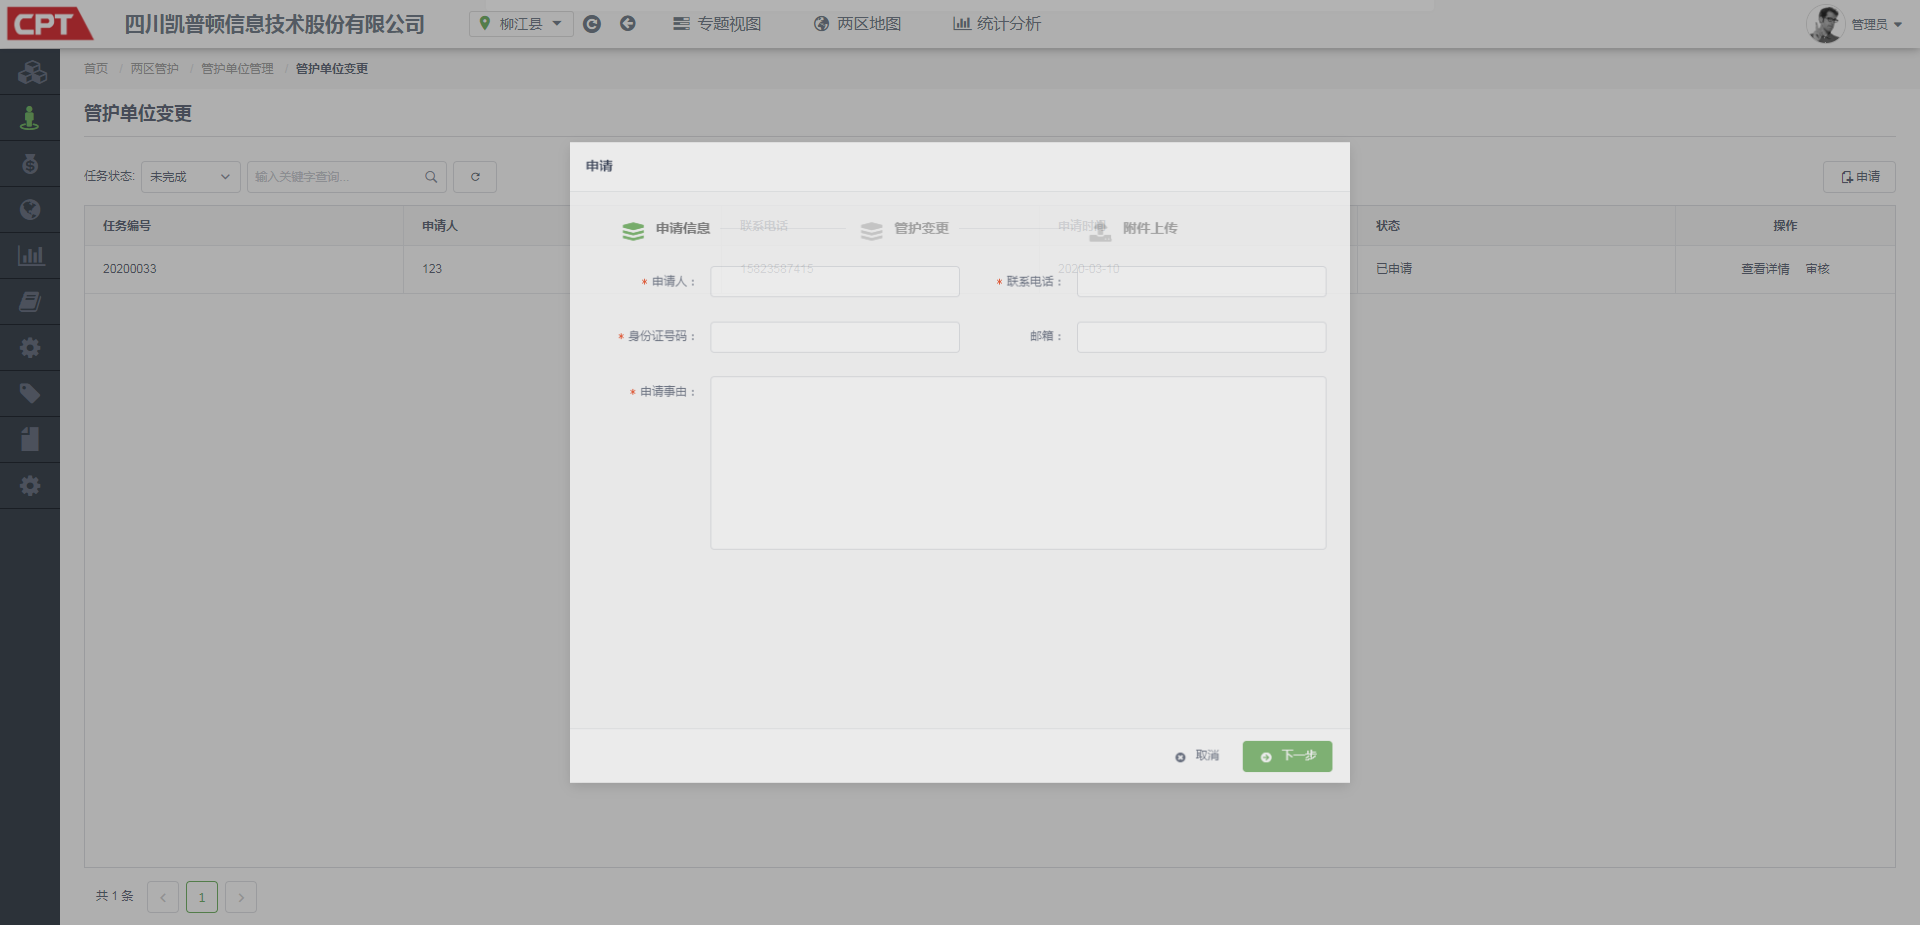 CPT 四川凯普顿信息技术股份有限公司 柳江县 专题视图 两区地图 统计分析 管理员
首页 / 两区管护 / 管护单位管理 / 管护单位变更
管护单位变更
任务状态: 未完成 输入关键字查询... 申请
任务编号 申请人 联系电话 申请时间 状态 操作
20200033 123 15823587415 2020-03-10 已申请 查看详情 审核
申请
申请信息 管护变更 附件上传
* 申请人： * 联系电话：
* 身份证号码： 邮箱：
* 申请事由：
取消 下一步
共 1 条 < 1 >